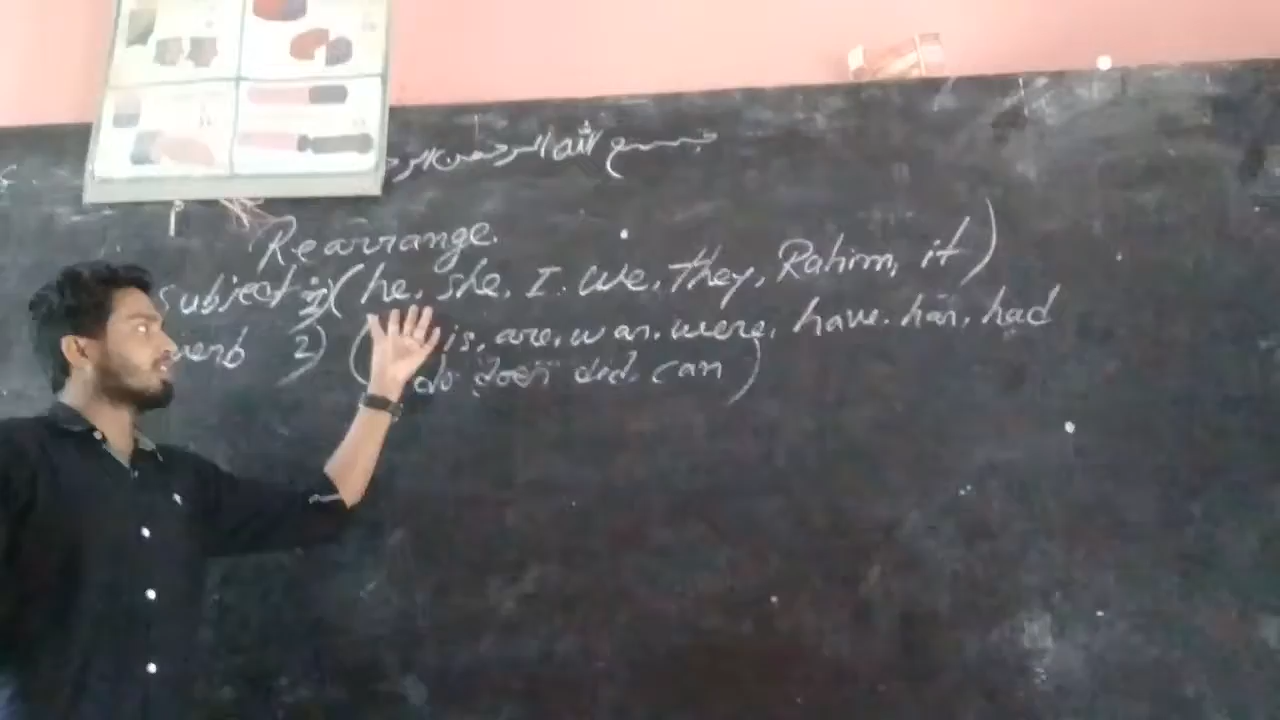 بسم الله الرحمن الرح
Rearrange.
subject 1) (he, she, I. we, they, Rahim, it)
verb 2) ( is, are, was. were, have. has, had
do does did. can )